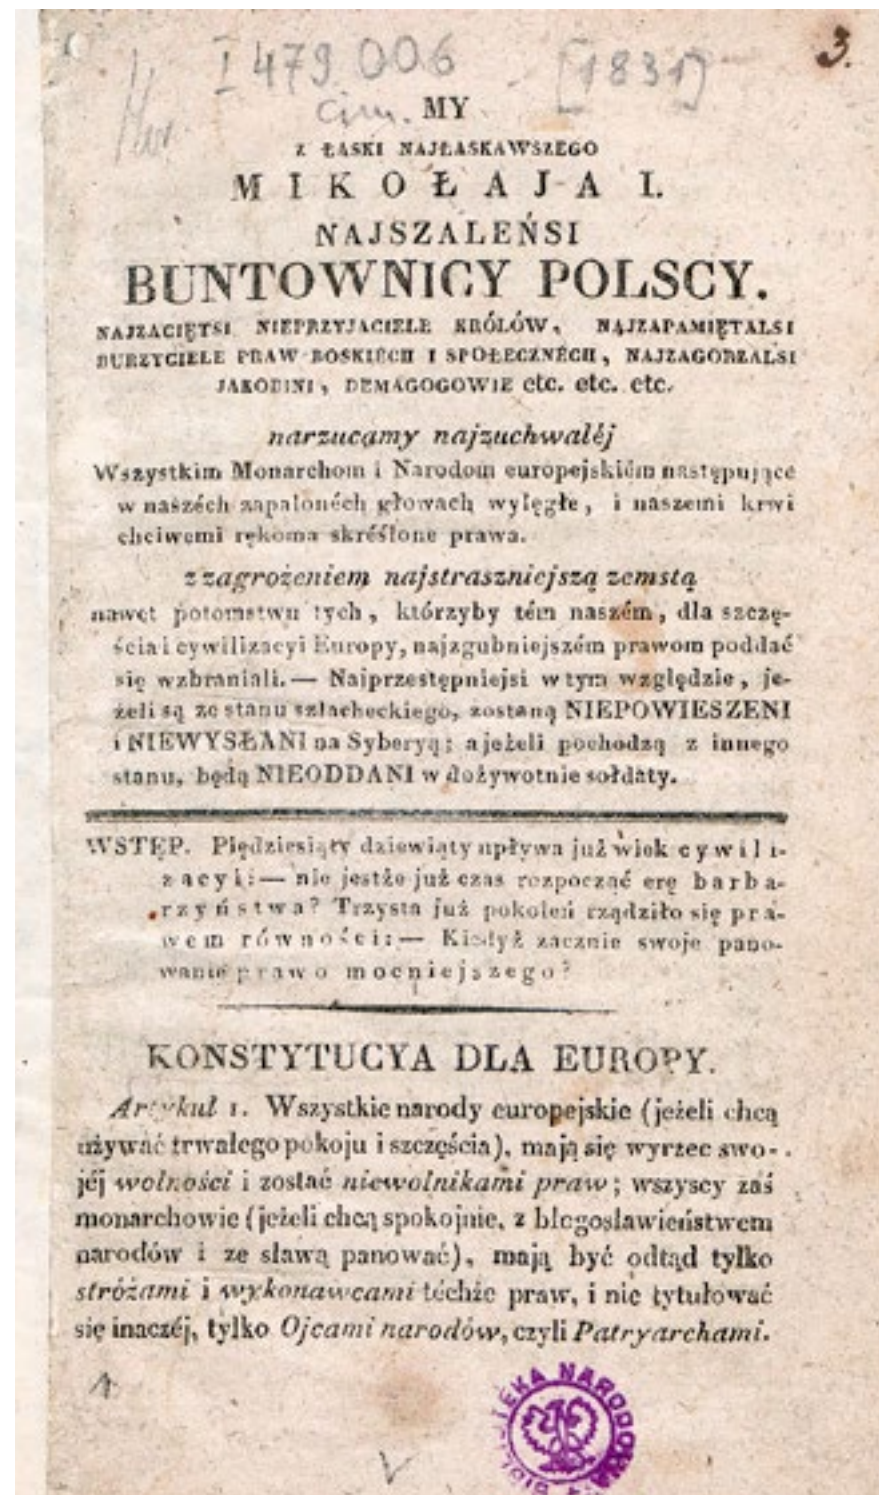 I 479.006 [1831] 3.
Cim. MY
Z ŁASKI NAJŁASKAWSZEGO
MIKOŁAJA I.
NAJSZALEŃSI
BUNTOWNICY POLSCY.
NAJZACIĘTSI NIEPRZYJACIELE KRÓLÓW, NAJZAPAMIĘTALSI
BURZYCIELE PRAW BOSKIÉCH I SPOŁECZNÉCH, NAJZAGORZALSI
JAKOBINI, DEMAGOGOWIE etc. etc. etc.
narzucamy najzuchwaléj
Wszystkim Monarchom i Narodom europejskiém następujące
w naszéch zapalonéch głowach wylęgłe, i naszemi krwi
chciwemi rękoma skréślone prawa.
z zagrożeniem najstraszniejszą zemstą
nawet potomstwu tych, którzyby tém naszém, dla szczę-
ścia i cywilizacyi Europy, najzgubniejszém prawom poddać
się wzbraniali. — Najprzestępniejsi w tym względzie, je-
żeli są ze stanu szlacheckiego, zostaną NIEPOWIESZENI
i NIEWYSŁANI na Syberyą; a jeżeli pochodzą z innego
stanu, będą NIEODDANI w dożywotnie sołdaty.
WSTĘP. Piędziesiąty dziewiąty upływa już wiek cywili-
zacyi: — nie jestże już czas rozpocząć erę barba-
rzyństwa? Trzysta już pokoleń rządziło się pra-
wem równości: — Kiedyż zacznie swoje pano-
wanie prawo mocniejszego?
KONSTYTUCYA DLA EUROPY.
Artykuł 1. Wszystkie narody europejskie (jeżeli chcą
używać trwałego pokoju i szczęścia), mają się wyrzec swo-
jéj wolności i zostać niewolnikami praw; wszyscy zaś
monarchowie (jeżeli chcą spokojnie, z błogosławieństwem
narodów i ze sławą panować), mają być odtąd tylko
stróżami i wykonawcami téchże praw, i nie tytułować
się inaczéj, tylko Ojcami narodów, czyli Patryarchami.
NARODOWA